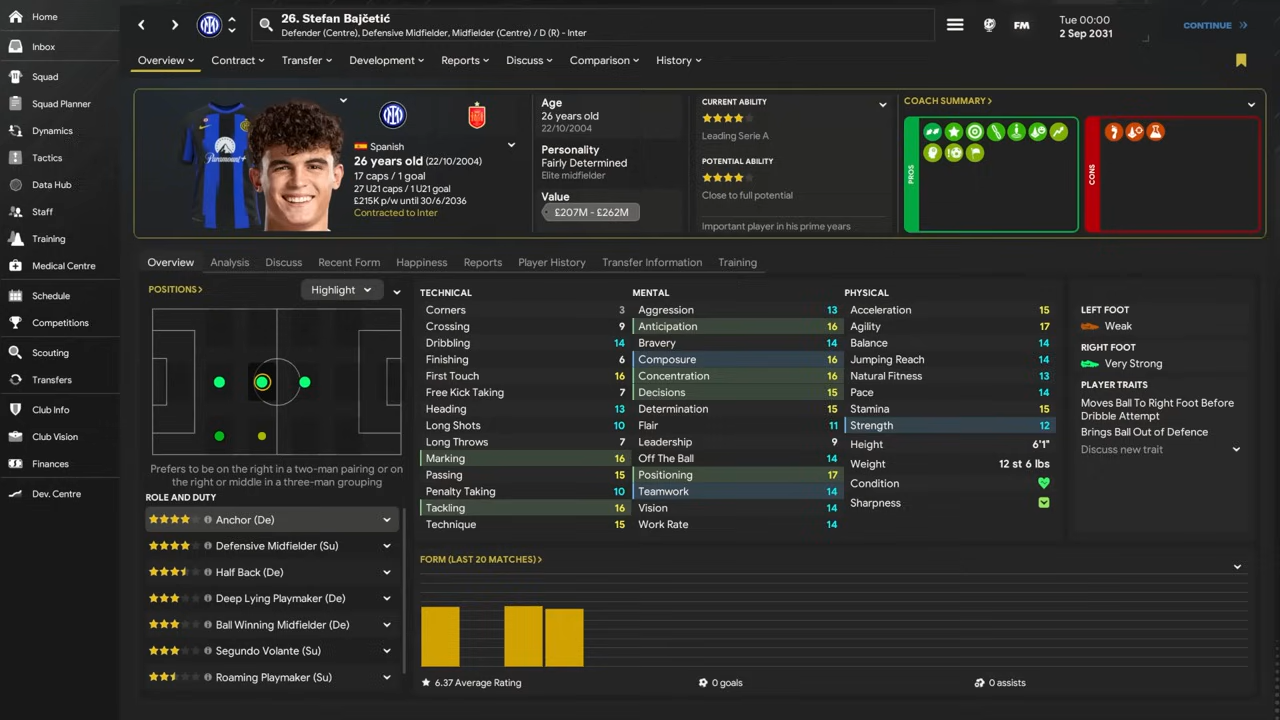 Home
Inbox
Squad
Squad Planner
Dynamics
Tactics
Data Hub
Staff
Training
Medical Centre
Schedule
Competitions
Scouting
Transfers
Club Info
Club Vision
Finances
Dev. Centre
26. Stefan Bajčetić
Defender (Centre), Defensive Midfielder, Midfielder (Centre) / D (R) - Inter
FM
Tue 00:00
2 Sep 2031
CONTINUE
Overview Contract Transfer Development Reports Discuss Comparison History
Paramount+
Spanish
26 years old (22/10/2004)
17 caps / 1 goal
27 U21 caps / 1 U21 goal
£215K p/w until 30/6/2036
Contracted to Inter
Age
26 years old
22/10/2004
Personality
Fairly Determined
Elite midfielder
Value
£207M - £262M
CURRENT ABILITY
Leading Serie A
POTENTIAL ABILITY
Close to full potential
Important player in his prime years
COACH SUMMARY
PROS
CONS
Overview Analysis Discuss Recent Form Happiness Reports Player History Transfer Information Training
POSITIONS
Highlight
Prefers to be on the right in a two-man pairing or on
the right or middle in a three-man grouping
ROLE AND DUTY
Anchor (De)
Defensive Midfielder (Su)
Half Back (De)
Deep Lying Playmaker (De)
Ball Winning Midfielder (De)
Segundo Volante (Su)
Roaming Playmaker (Su)
TECHNICAL
Corners 3
Crossing 9
Dribbling 14
Finishing 6
First Touch 16
Free Kick Taking 7
Heading 13
Long Shots 10
Long Throws 7
Marking 16
Passing 15
Penalty Taking 10
Tackling 16
Technique 15
MENTAL
Aggression 13
Anticipation 16
Bravery 14
Composure 16
Concentration 16
Decisions 15
Determination 15
Flair 11
Leadership 9
Off The Ball 14
Positioning 17
Teamwork 14
Vision 14
Work Rate 14
PHYSICAL
Acceleration 15
Agility 17
Balance 14
Jumping Reach 14
Natural Fitness 13
Pace 14
Stamina 15
Strength 12
Height 6'1"
Weight 12 st 6 lbs
Condition
Sharpness
LEFT FOOT
Weak
RIGHT FOOT
Very Strong
PLAYER TRAITS
Moves Ball To Right Foot Before
Dribble Attempt
Brings Ball Out of Defence
Discuss new trait
FORM (LAST 20 MATCHES)
6.37 Average Rating
0 goals
0 assists